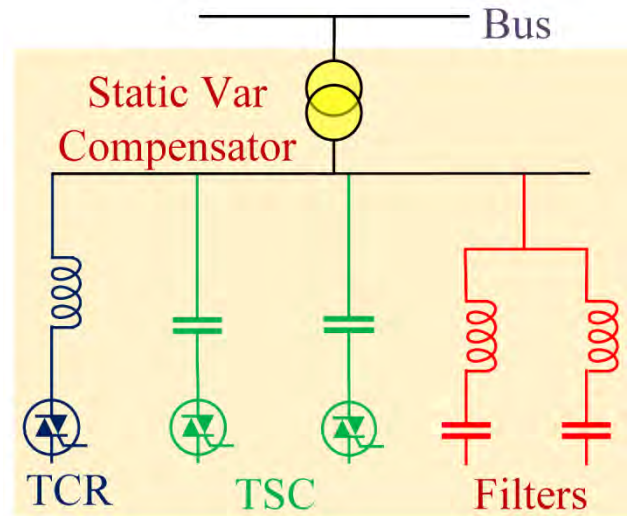 Bus
Static Var
Compensator
TCR
TSC
Filters